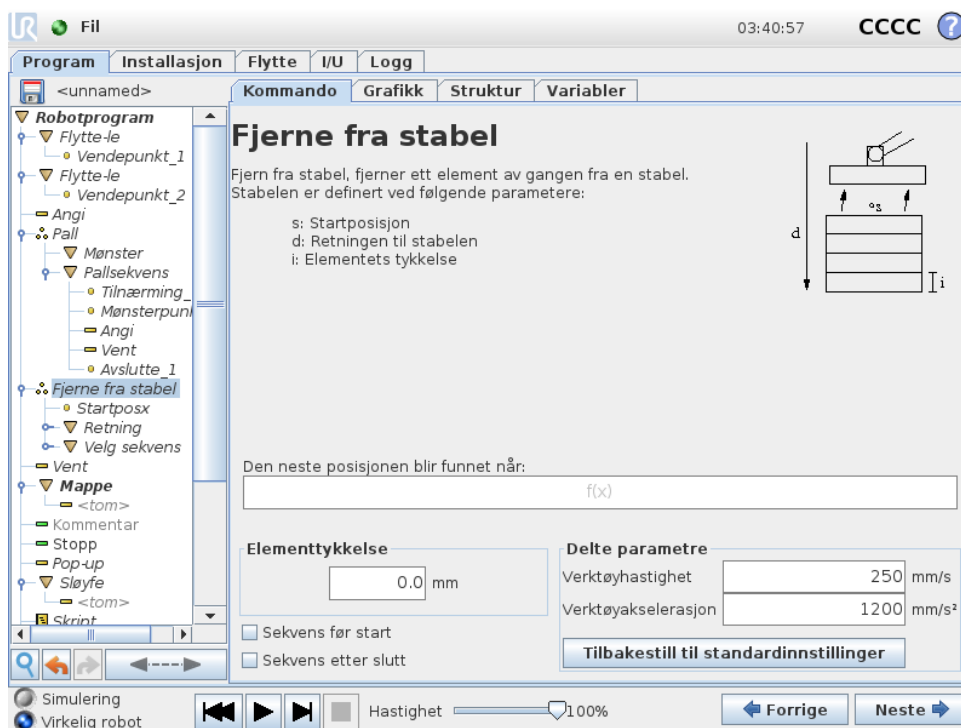 UR Fil 03:40:57 CCCC ?
Program Installasjon Flytte I/U Logg
<unnamed>
Kommando Grafikk Struktur Variabler
Robotprogram
Flytte-le
Vendepunkt_1
Flytte-le
Vendepunkt_2
Angi
Pall
Mønster
Pallsekvens
Tilnærming_
Mønsterpunl
Angi
Vent
Avslutte_1
Fjerne fra stabel
Startposx
Retning
Velg sekvens
Vent
Mappe
<tom>
Kommentar
Stopp
Pop-up
Sløyfe
<tom>
Skript
Fjerne fra stabel
Fjern fra stabel, fjerner ett element av gangen fra en stabel.
Stabelen er definert ved følgende parametere:
s: Startposisjon
d: Retningen til stabelen
i: Elementets tykkelse
s
d
i
Den neste posisjonen blir funnet når:
f(x)
Elementtykkelse
0.0 mm
Sekvens før start
Sekvens etter slutt
Delte parametre
Verktøyhastighet 250 mm/s
Verktøyakselerasjon 1200 mm/s²
Tilbakestill til standardinnstillinger
Simulering
Virkelig robot
Hastighet 100%
Forrige Neste